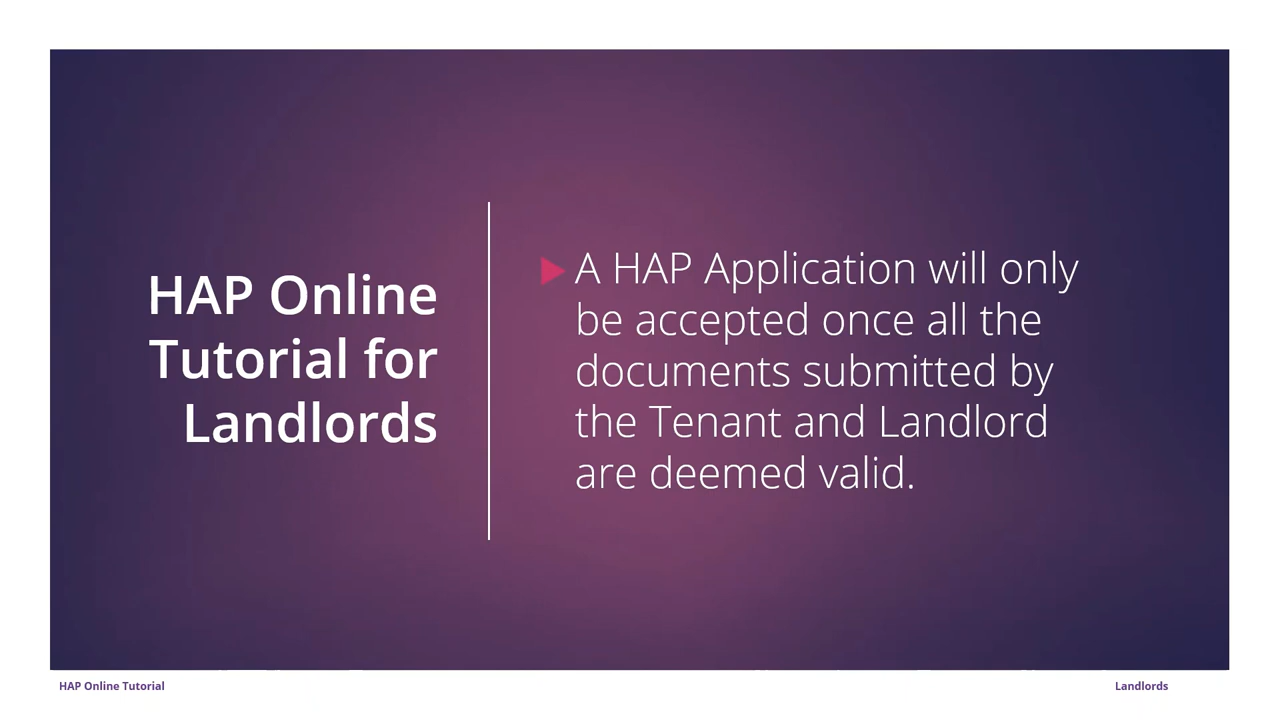 HAP Online
Tutorial for
Landlords
A HAP Application will only
be accepted once all the
documents submitted by
the Tenant and Landlord
are deemed valid.
HAP Online Tutorial
Landlords